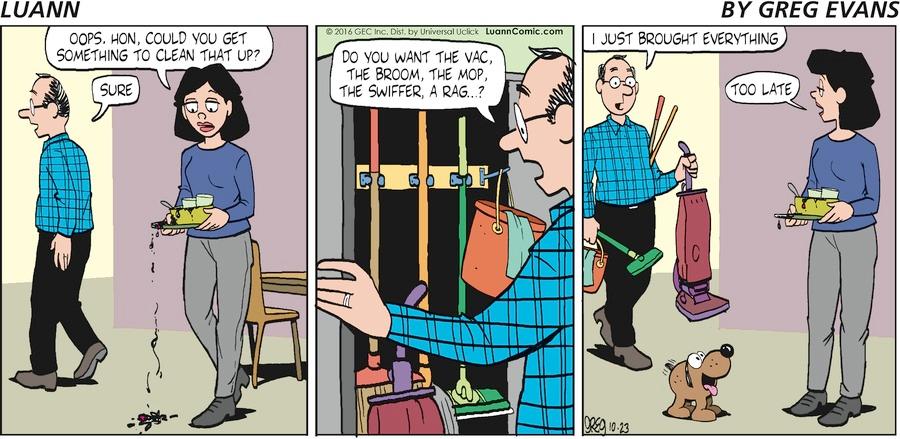 LUANN
BY GREG EVANS
OOPS. HON, COULD YOU GET
SOMETHING TO CLEAN THAT UP?
SURE
© 2016 GEC Inc. Dist. by Universal Uclick LuannComic.com
DO YOU WANT THE VAC,
THE BROOM, THE MOP,
THE SWIFFER, A RAG...?
I JUST BROUGHT EVERYTHING
TOO LATE
GREG 10·23